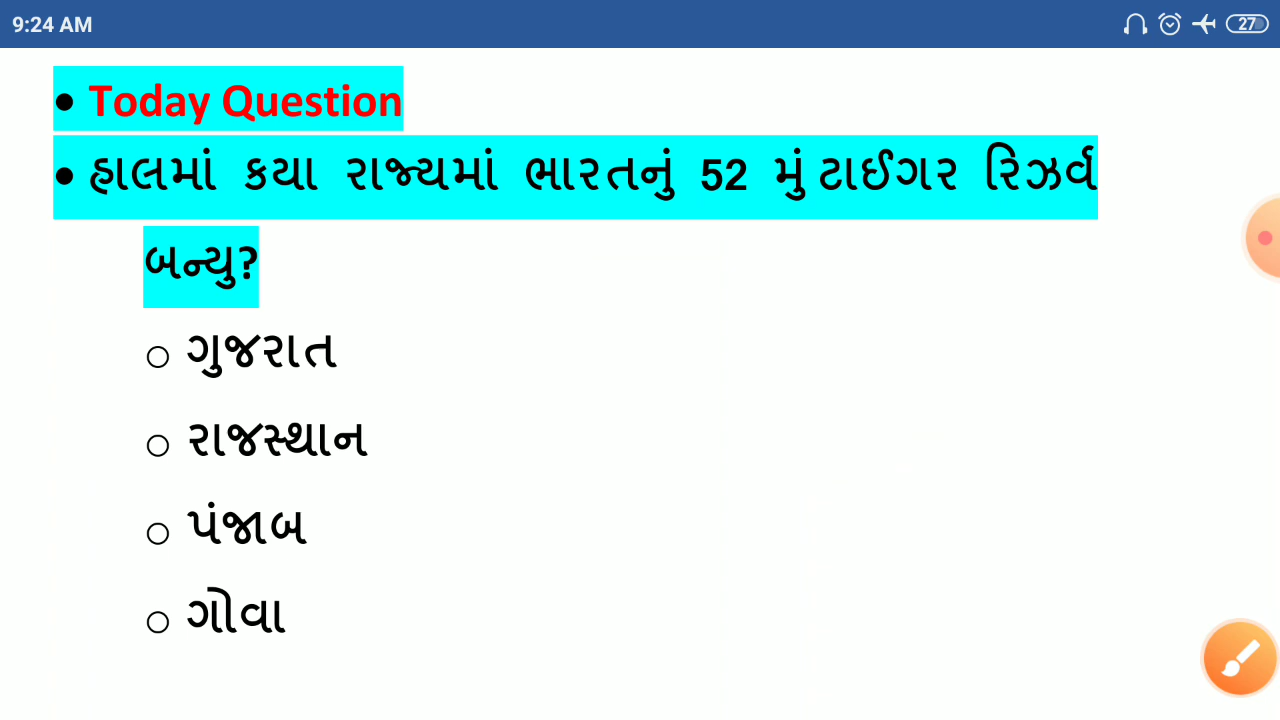 9:24 AM 27
• Today Question
• હાલમાં કયા રાજ્યમાં ભારતનું 52 મું ટાઈગર રિઝર્વ
બન્યુ?
○ ગુજરાત
○ રાજસ્થાન
○ પંજાબ
○ ગોવા